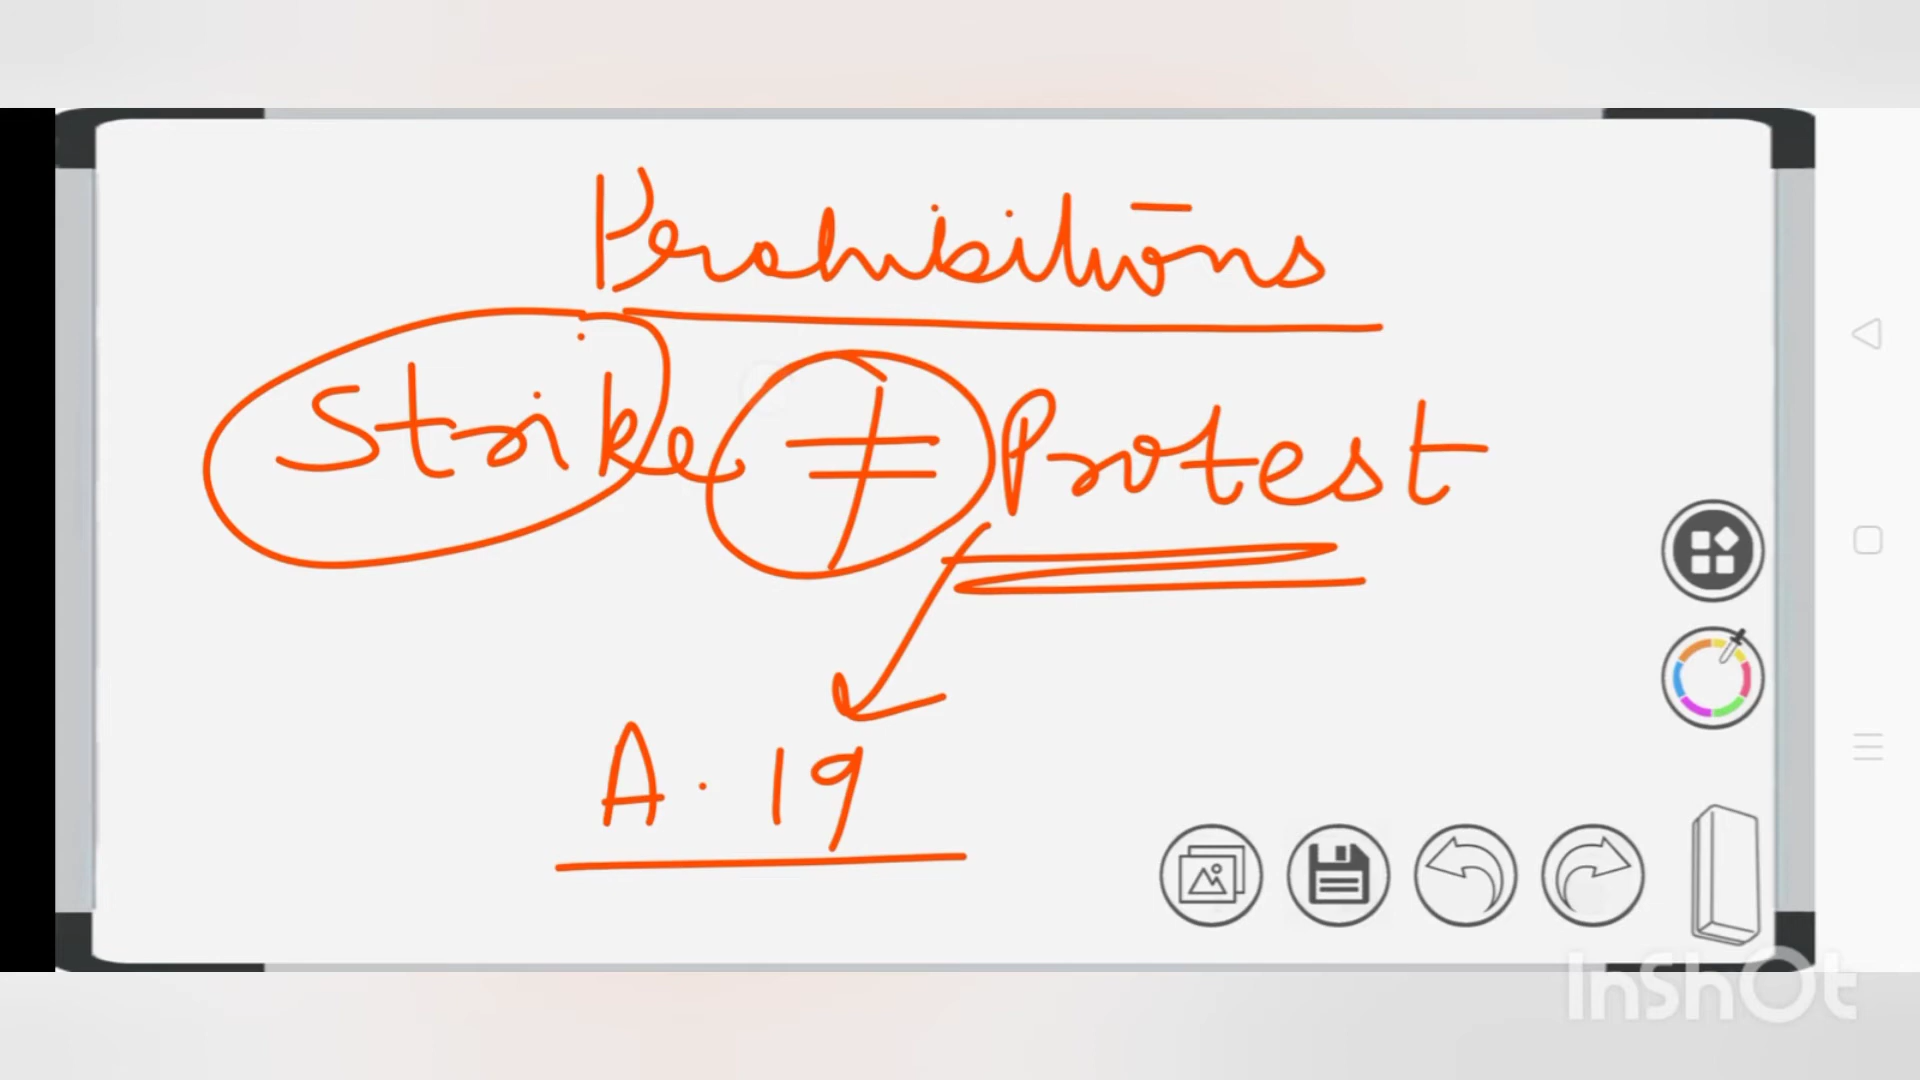 Prohibitions
Strike ≠ Protest
A. 19
InShOt